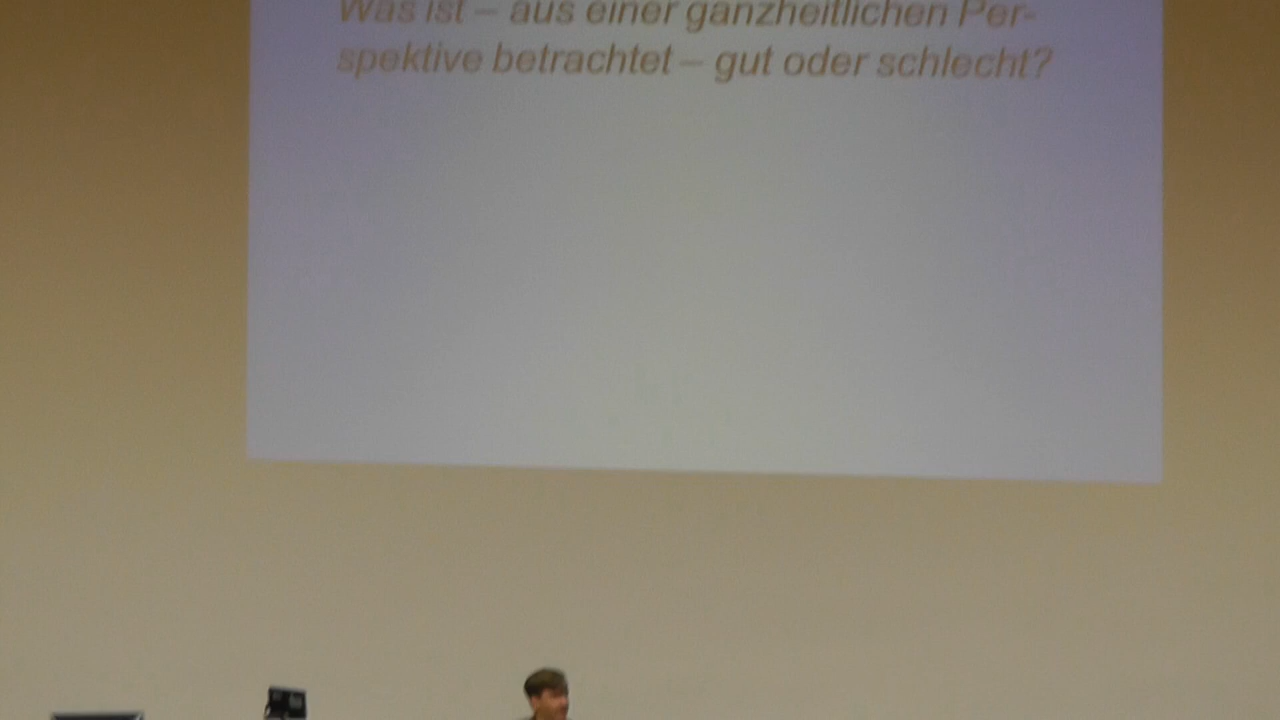 Was ist – aus einer ganzheitlichen Per-
spektive betrachtet – gut oder schlecht?